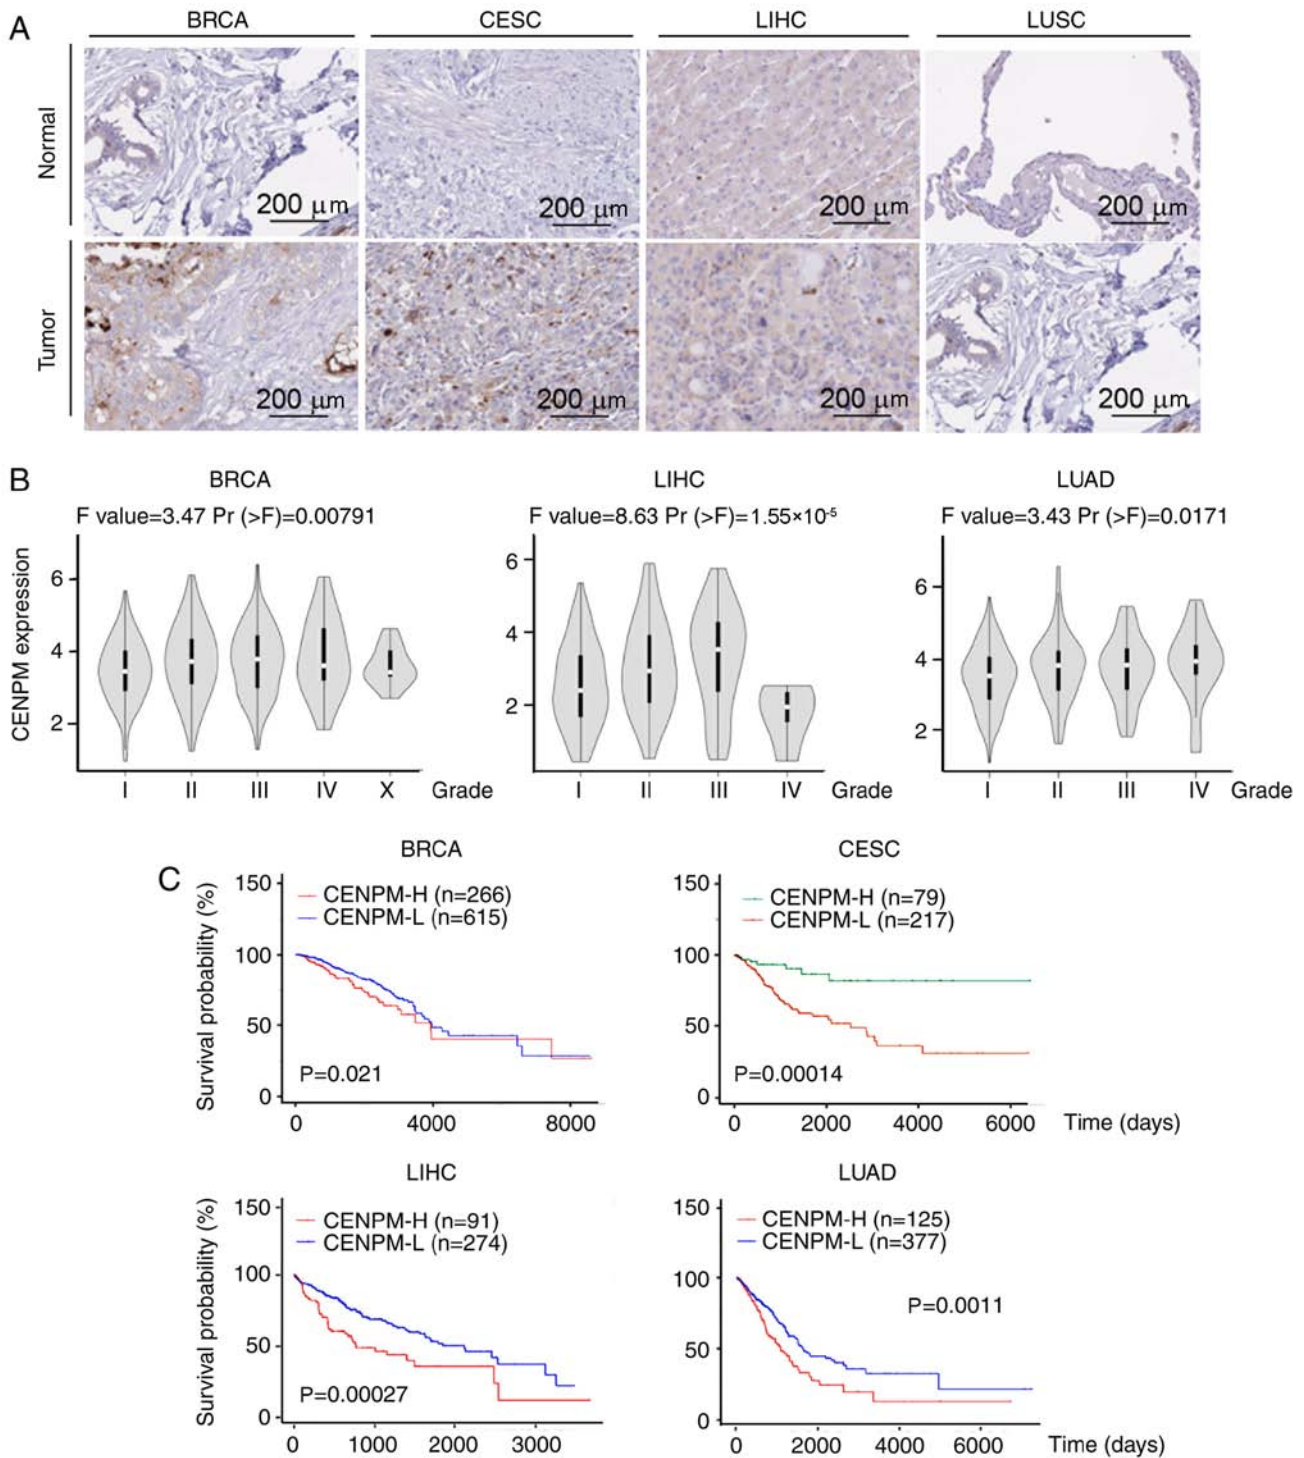 A
BRCA
CESC
LIHC
LUSC
Normal
200 μm
200 μm
200 μm
200 μm
Tumor
200 μm
200 μm
200 μm
200 μm
B
BRCA
F value=3.47 Pr (>F)=0.00791
CENPM expression
6
4
2
I II III IV X Grade
LIHC
F value=8.63 Pr (>F)=1.55×10⁻⁵
6
4
2
I II III IV Grade
LUAD
F value=3.43 Pr (>F)=0.0171
6
4
2
I II III IV Grade
C
BRCA
Survival probability (%)
150
100
50
0
CENPM-H (n=266)
CENPM-L (n=615)
P=0.021
0 4000 8000
CESC
150
100
50
0
CENPM-H (n=79)
CENPM-L (n=217)
P=0.00014
0 2000 4000 6000 Time (days)
LIHC
Survival probability (%)
150
100
50
0
CENPM-H (n=91)
CENPM-L (n=274)
P=0.00027
0 1000 2000 3000
LUAD
150
100
50
0
CENPM-H (n=125)
CENPM-L (n=377)
P=0.0011
0 2000 4000 6000 Time (days)